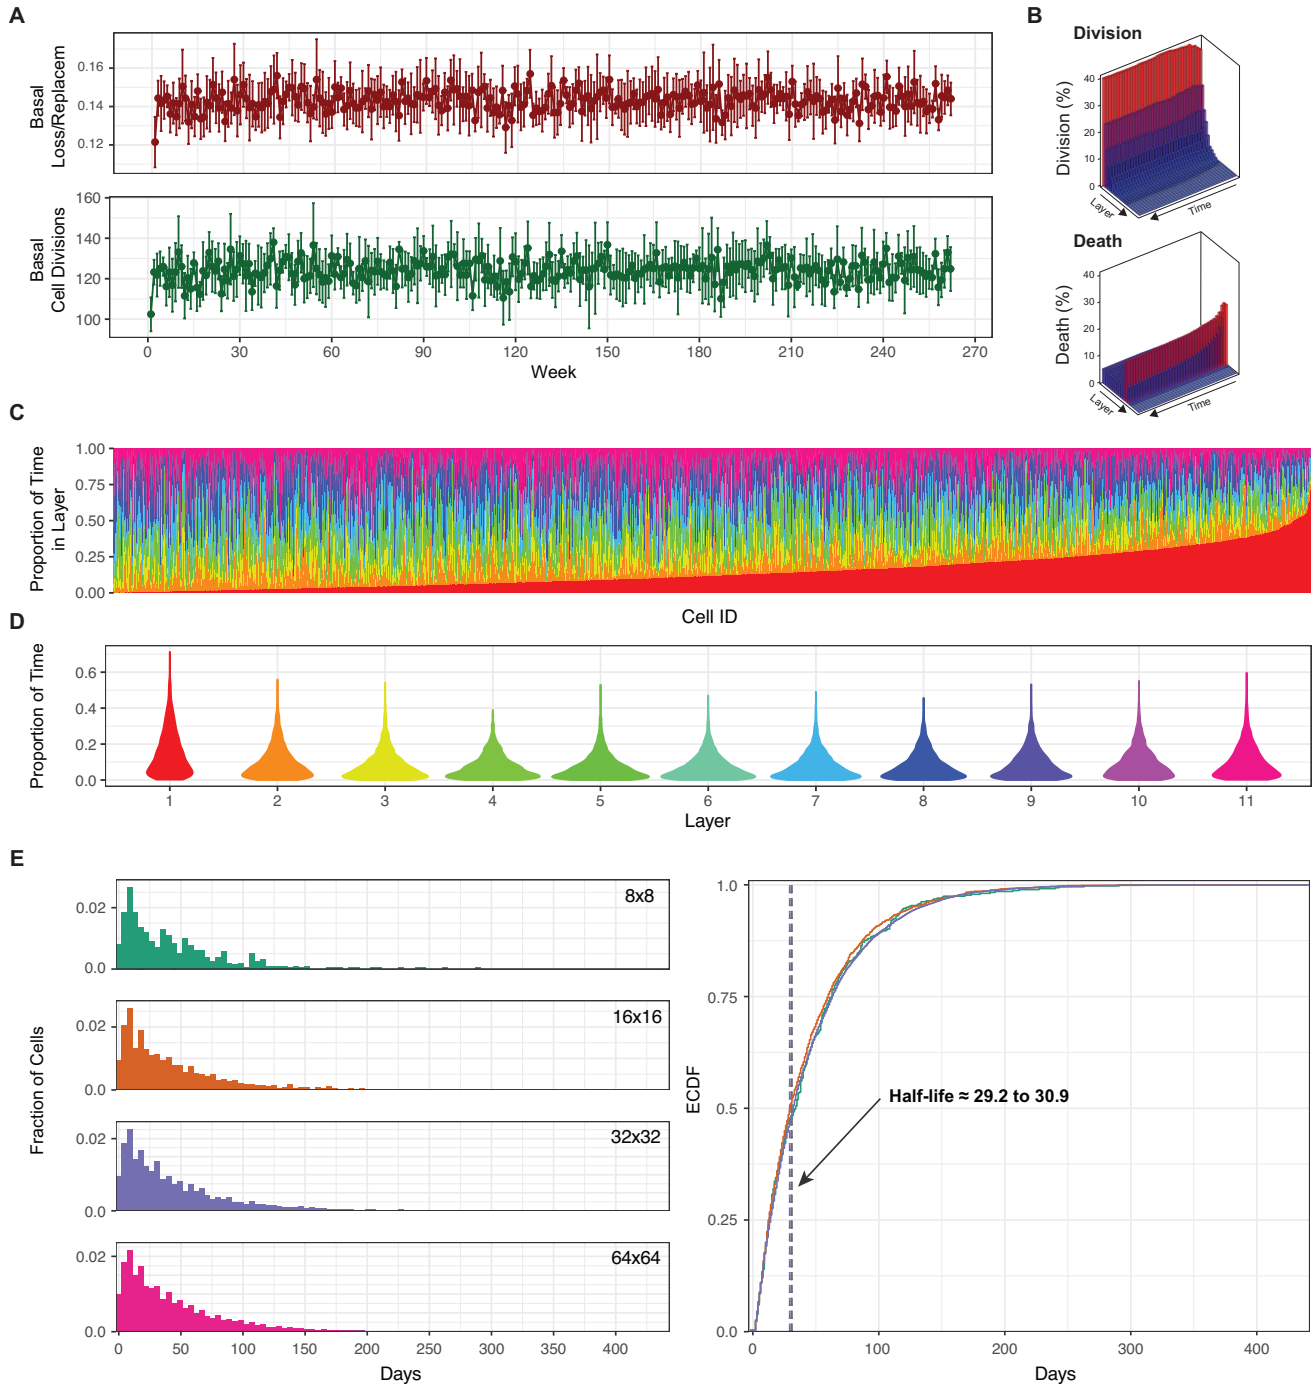 A
Basal
Loss/Replacem
0.16
0.14
0.12
Basal
Cell Divisions
160
140
120
100
0 30 60 90 120 150 180 210 240 270
Week
B
Division
Division (%)
40
30
20
10
0
Layer
Time
Death
Death (%)
40
30
20
10
0
Layer
Time
C
Proportion of Time
in Layer
1.00
0.75
0.50
0.25
0.00
Cell ID
D
Proportion of Time
0.6
0.4
0.2
0.0
1 2 3 4 5 6 7 8 9 10 11
Layer
E
Fraction of Cells
0.02
0.0
8x8
0.02
0.0
16x16
0.02
0.0
32x32
0.02
0.0
64x64
0 50 100 150 200 250 300 350 400
Days
ECDF
1.0
0.75
0.5
0.25
0.0
Half-life ≈ 29.2 to 30.9
0 100 200 300 400
Days